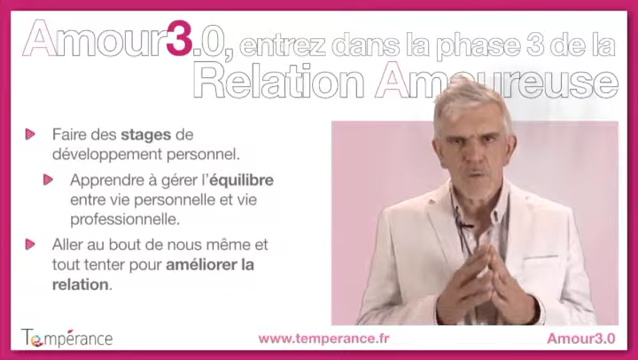 Amour3.0, entrez dans la phase 3 de la
Relation Amoureuse
Faire des stages de
développement personnel.
Apprendre à gérer l'équilibre
entre vie personnelle et vie
professionnelle.
Aller au bout de nous même et
tout tenter pour améliorer la
relation.
Tempérance
www.temperance.fr
Amour3.0